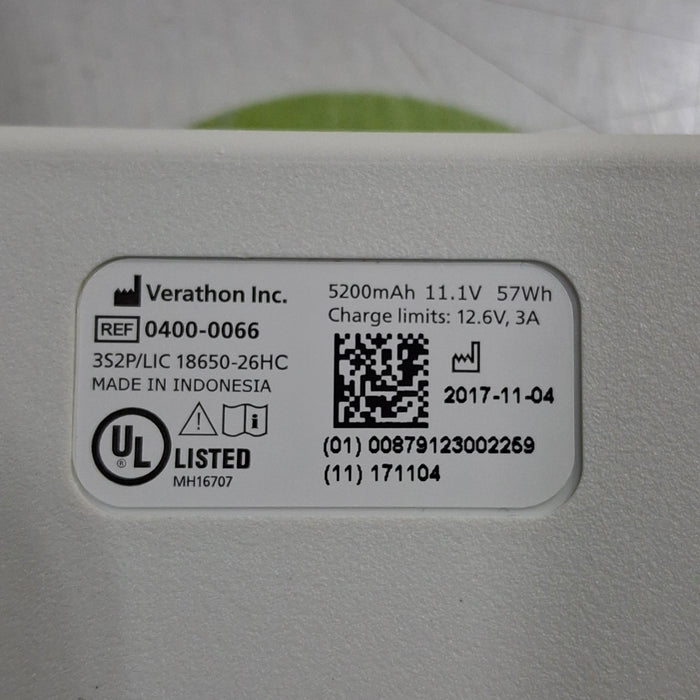 Verathon Inc.
REF 0400-0066
3S2P/LIC 18650-26HC
MADE IN INDONESIA
UL ® LISTED
MH16707
5200mAh 11.1V 57Wh
Charge limits: 12.6V, 3A
2017-11-04
(01) 00879123002269
(11) 171104